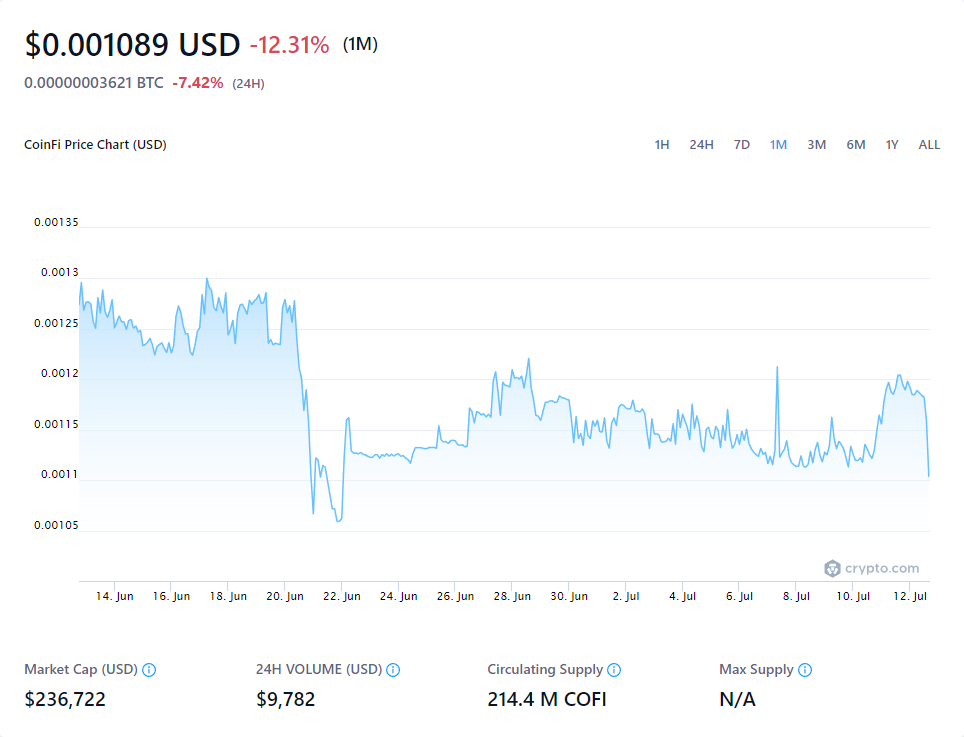 $0.001089 USD -12.31% (1M)
0.00000003621 BTC -7.42% (24H)
CoinFi Price Chart (USD)
1H 24H 7D 1M 3M 6M 1Y ALL
0.00135
0.0013
0.00125
0.0012
0.00115
0.0011
0.00105
crypto.com
14. Jun 16. Jun 18. Jun 20. Jun 22. Jun 24. Jun 26. Jun 28. Jun 30. Jun 2. Jul 4. Jul 6. Jul 8. Jul 10. Jul 12. Jul
Market Cap (USD) 24H VOLUME (USD) Circulating Supply Max Supply
$236,722 $9,782 214.4 M COFI N/A